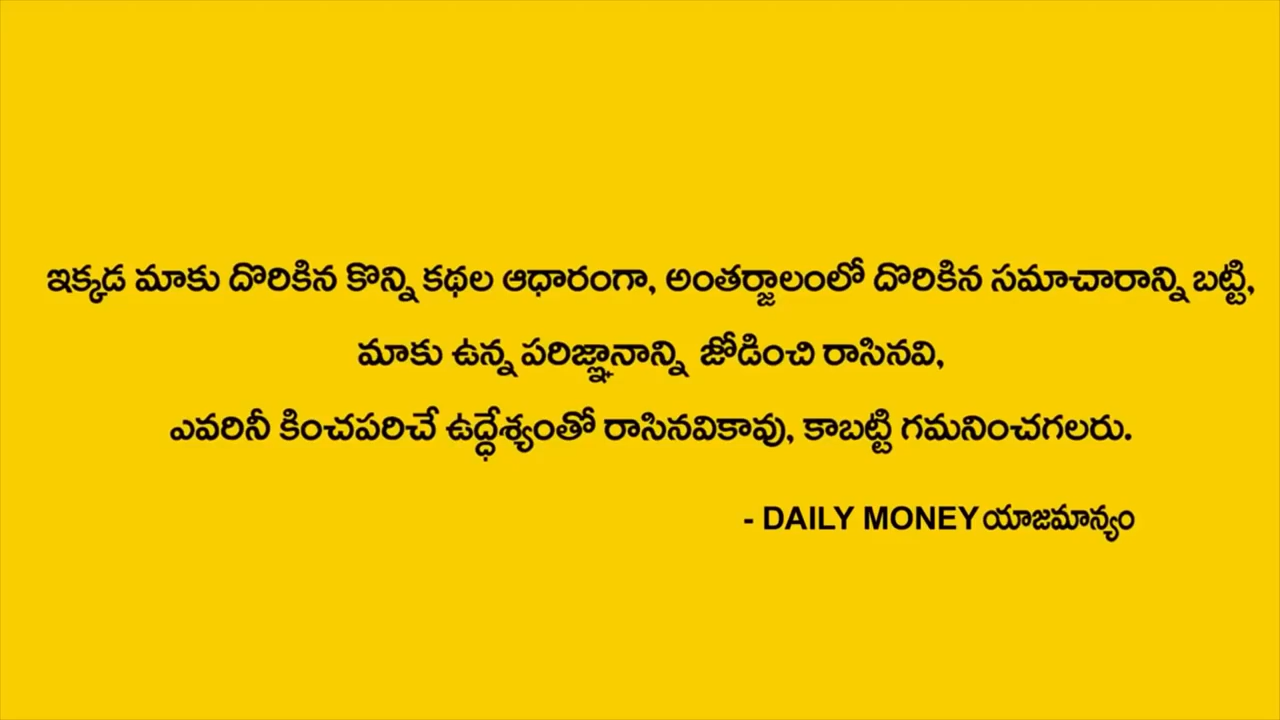 ఇక్కడ మాకు దొరికిన కొన్ని కథల ఆధారంగా, అంతర్జాలంలో దొరికిన సమాచారాన్ని బట్టి,
మాకు ఉన్న పరిజ్ఞానాన్ని జోడించి రాసినవి,
ఎవరినీ కించపరిచే ఉద్ధేశ్యంతో రాసినవికావు, కాబట్టి గమనించగలరు.
- DAILY MONEY యాజమాన్యం